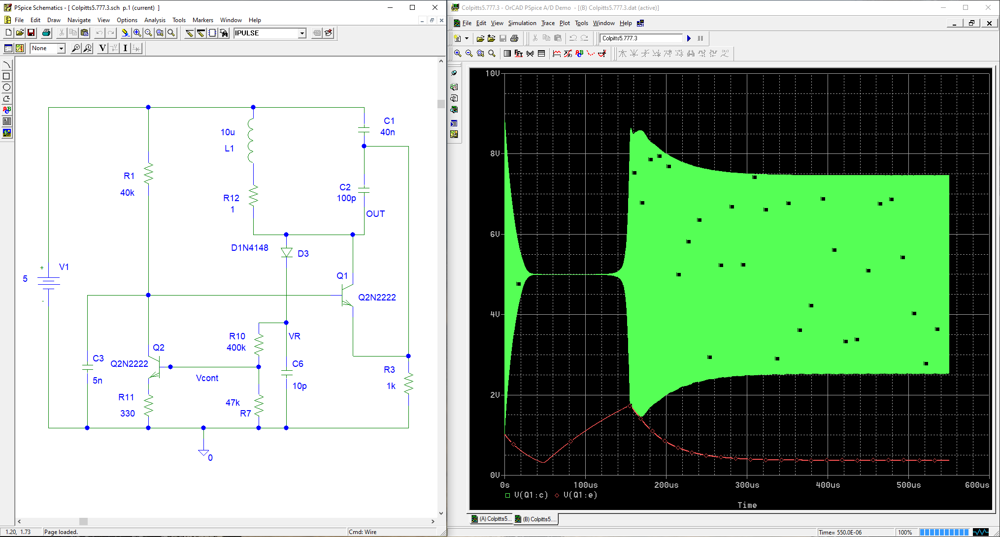 PSpice Schematics - [ Colpitts5.777.3.sch  p.1 (current)  ]
File Edit Draw Navigate View Options Analysis Tools Markers Window Help
IPULSE
None
V
I
10u
L1
C1
40n
R1
40k
R12
1
C2
100p
OUT
D1N4148
D3
+
V1
5
-
Q1
Q2N2222
R10
400k
VR
Q2
Q2N2222
C3
5n
Vcont
C6
10p
R3
1k
R11
330
47k
R7
0
1.20, 1.73
Page loaded.
Cmd: Wire
Colpitts5.777.3 - OrCAD PSpice A/D Demo - [(B) Colpitts5.777.3.dat (active)]
File Edit View Simulation Trace Plot Tools Window Help
Colpitts5.777.3
10V
8V
6V
4V
2V
0V
0s 100us 200us 300us 400us 500us 600us
V(Q1:c) V(Q1:e)
Time
(A) Colpitts5... (B) Colpitts5....
Time= 550.0E-06 100%